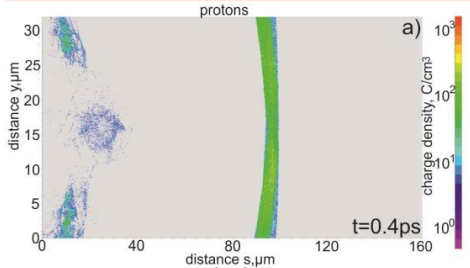 protons
a)
30
25
20
15
10
5
0
distance y,μm
t=0.4ps
0 40 80 120 160
distance s,μm
10³
10²
10¹
10⁰
charge density, C/cm³